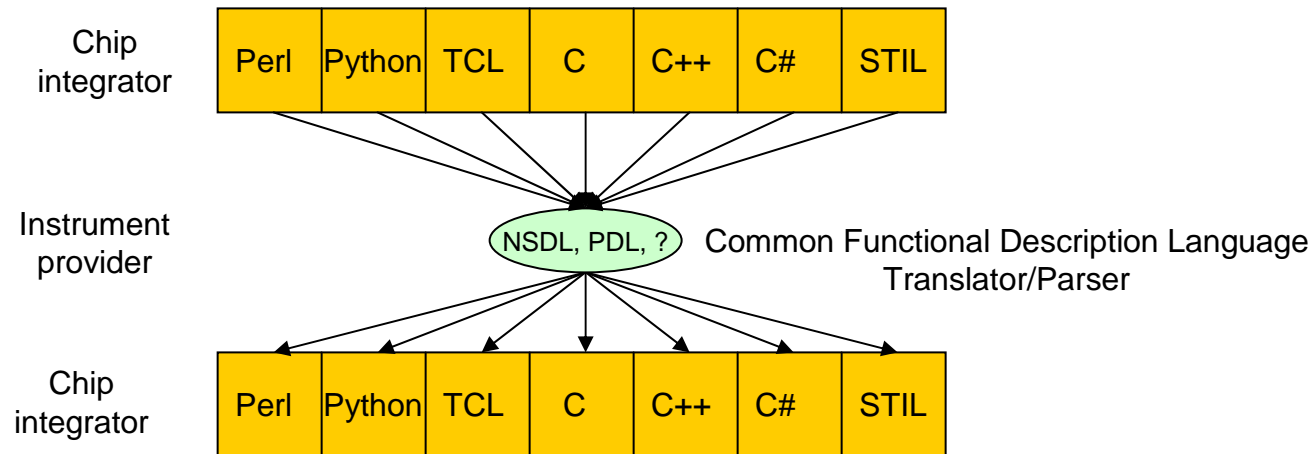 Chip
integrator
Perl Python TCL C C++ C# STIL
Instrument
provider
NSDL, PDL, ?
Common Functional Description Language
Translator/Parser
Chip
integrator
Perl Python TCL C C++ C# STIL